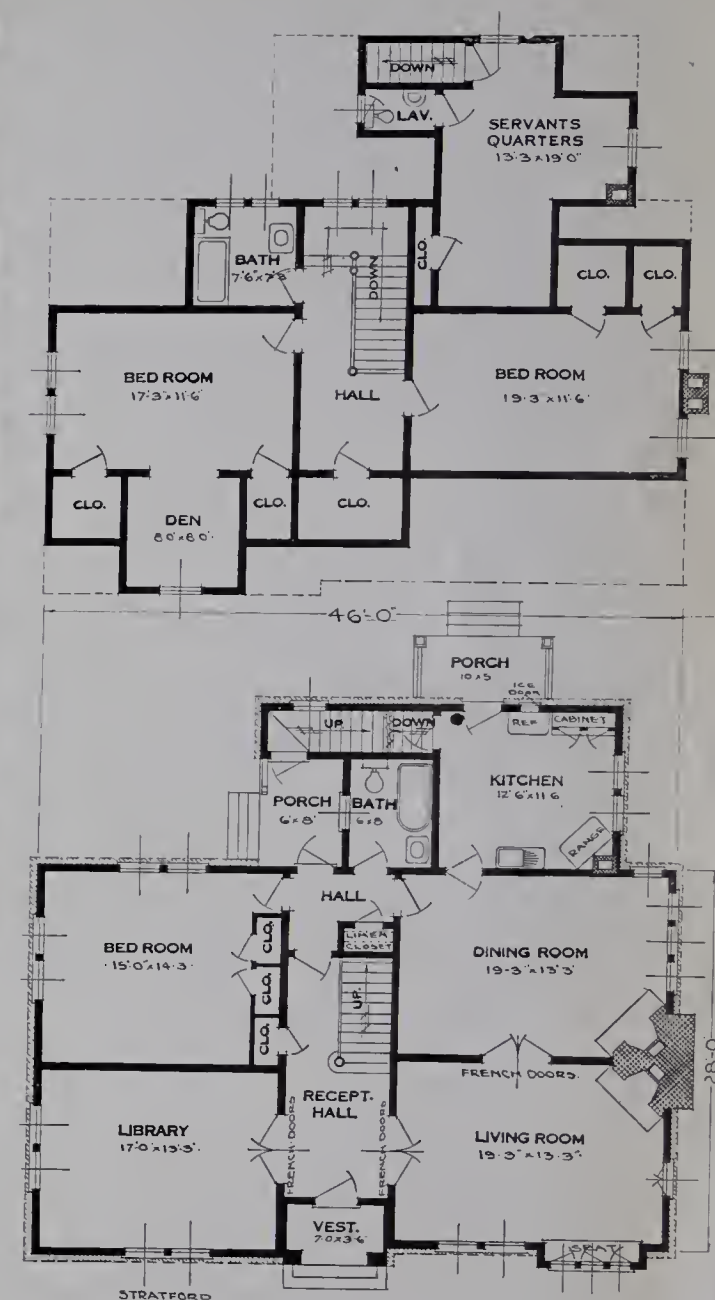 DOWN
LAV.
SERVANTS
QUARTERS
13'3"x19'0"
BATH
7'6"x7'3
DOWN
CLO.
CLO.
CLO.
BED ROOM
17'3"x11'6"
HALL
BED ROOM
19'3"x11'6"
CLO.
CLO.
CLO.
DEN
8'0"x8'0"
46'-0"
PORCH
10x5
ICE
DOOR
UP
DOWN
REF.
CABINET
KITCHEN
12'6"x11'6
PORCH
6'x8'
BATH
6x8
RANGE
HALL
BED ROOM
15'0"x14'3
CLO.
CLO.
CLO.
LINEN
CLOSET
DINING ROOM
19-3"x13'3"
UP.
FRENCH DOORS.
28'-0
RECEPT.
HALL
FRENCH DOORS
FRENCH DOORS
LIBRARY
17'0"x13'3"
LIVING ROOM
19-3"x13-3"
VEST.
7'0x3'6"
SEAT
STRATFORD